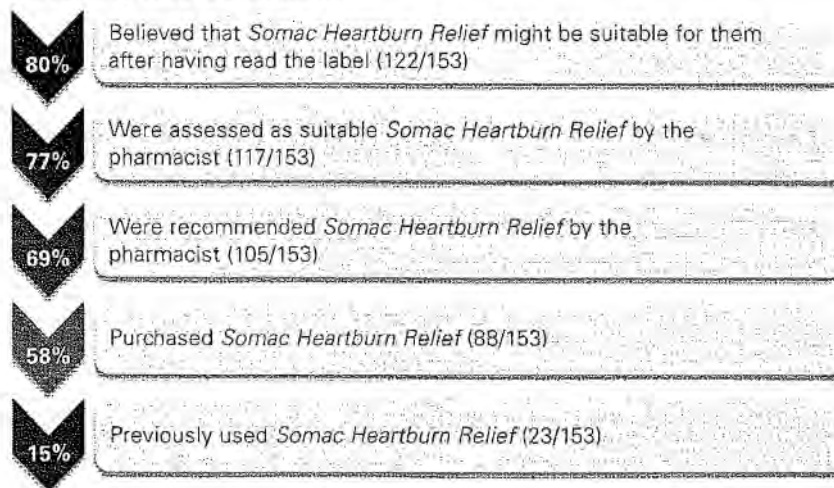 80%
Believed that Somac Heartburn Relief might be suitable for them
after having read the label (122/153)
77%
Were assessed as suitable Somac Heartburn Relief by the
pharmacist (117/153)
69%
Were recommended Somac Heartburn Relief by the
pharmacist (105/153)
58%
Purchased Somac Heartburn Relief (88/153)
15%
Previously used Somac Heartburn Relief (23/153)